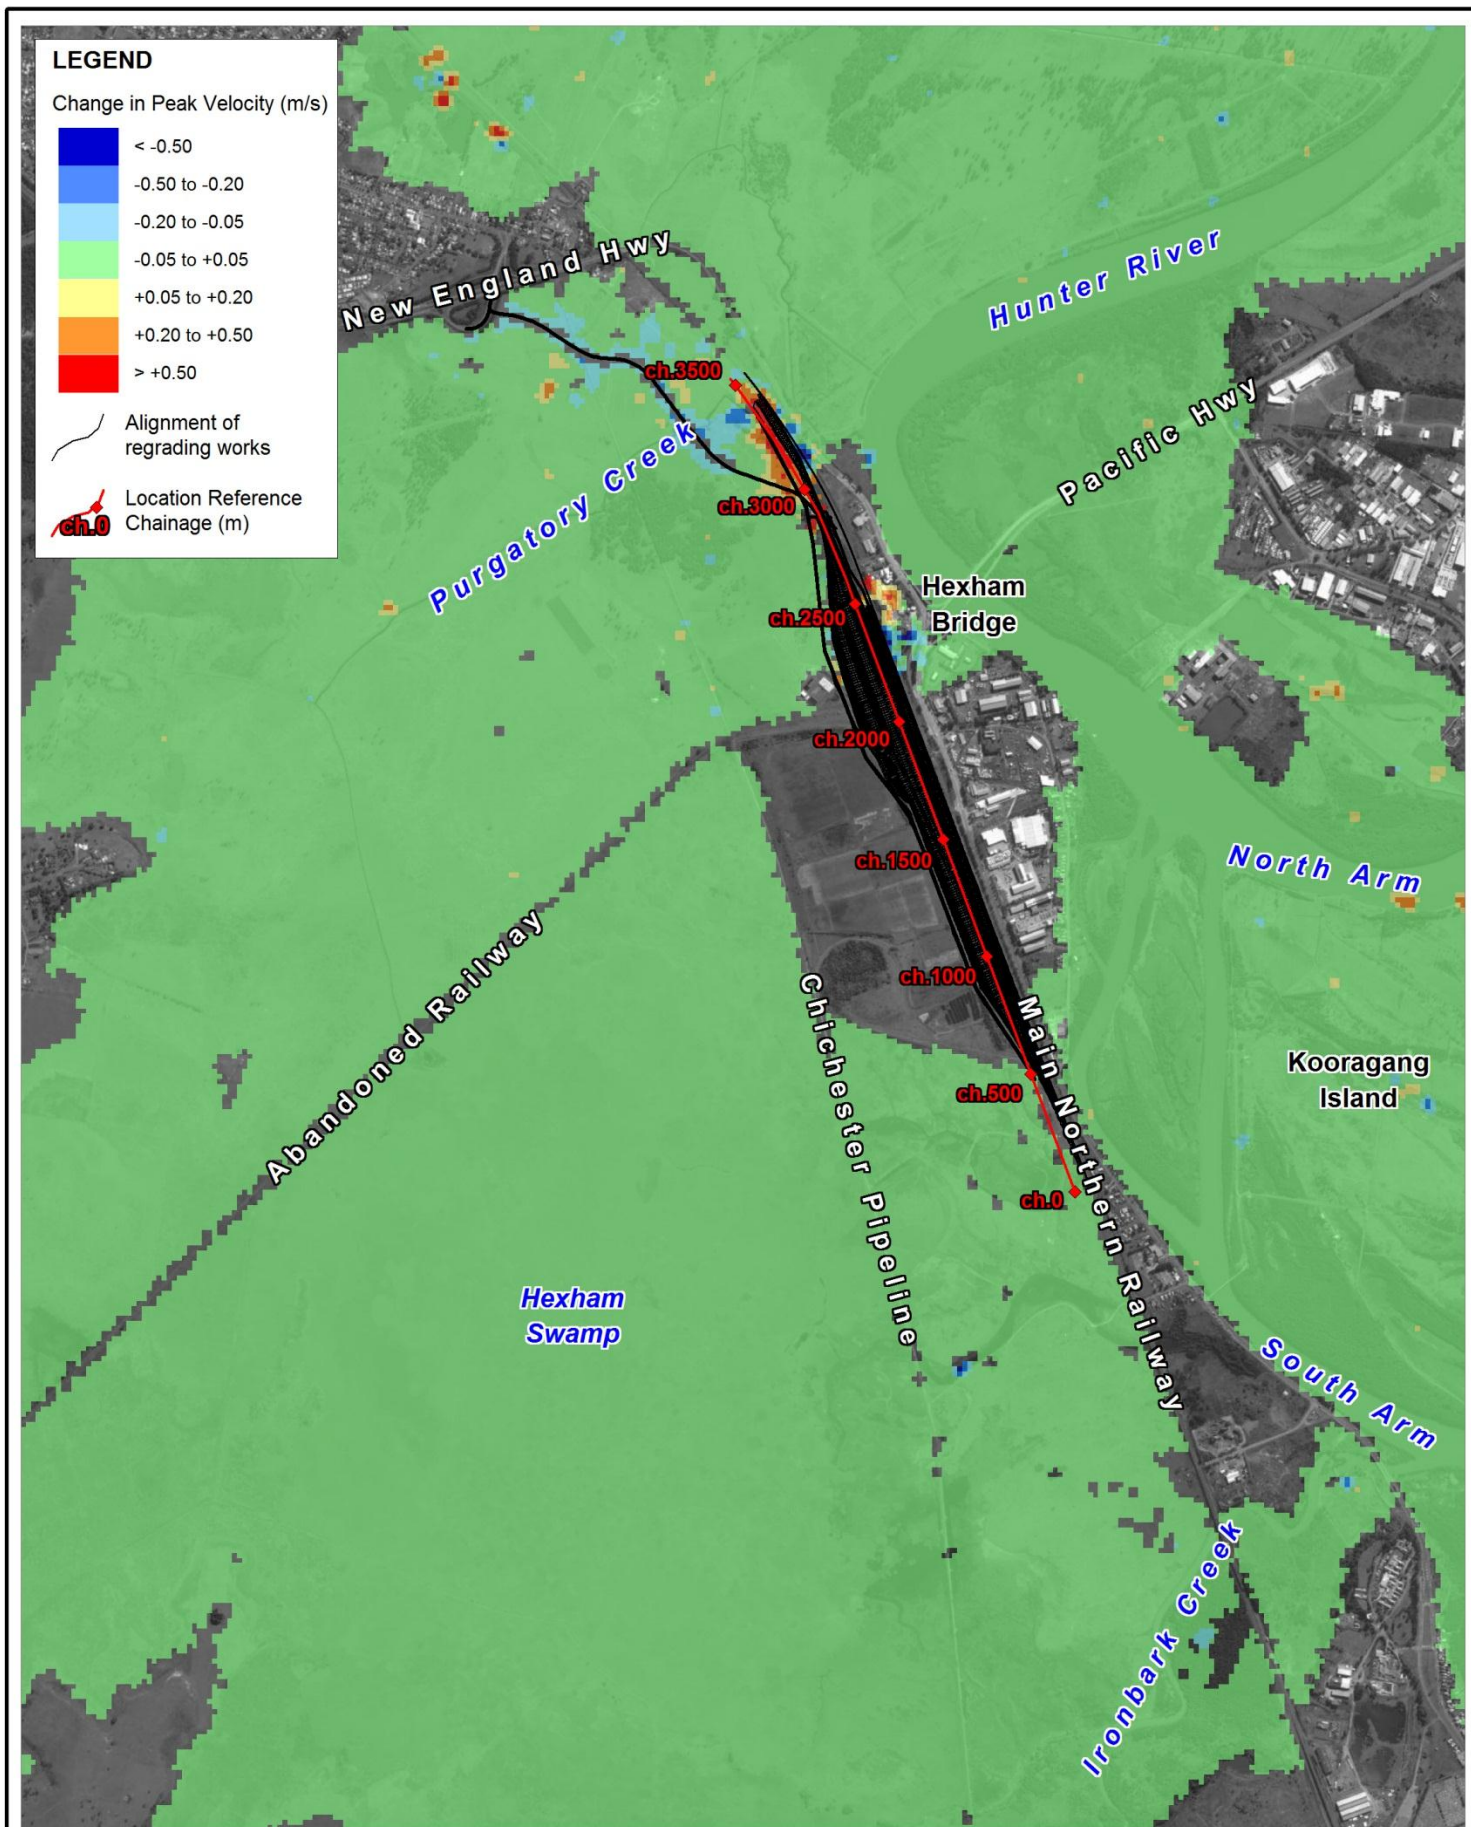 LEGEND
Change in Peak Velocity (m/s)
< -0.50
-0.50 to -0.20
-0.20 to -0.05
-0.05 to +0.05
+0.05 to +0.20
+0.20 to +0.50
> +0.50
Alignment of
regrading works
Location Reference
Chainage (m)
ch.0
New England Hwy
Hunter River
ch.3500
Pacific Hwy
Purgatory Creek
ch.3000
Hexham
Bridge
ch.2500
ch.2000
ch.1500
North Arm
Abandoned Railway
ch.1000
Chichester Pipeline
Main Northern Railway
Kooragang
Island
ch.500
ch.0
Hexham
Swamp
South Arm
Ironbark Creek